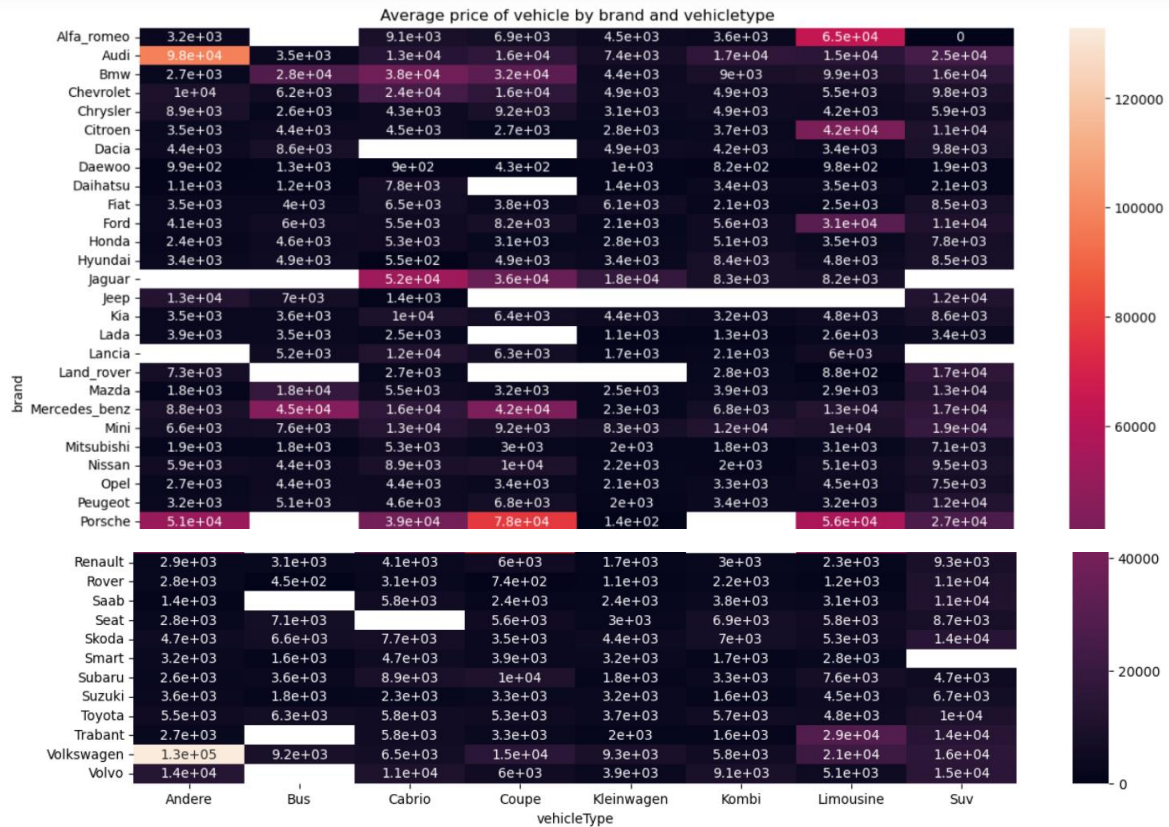 Average price of vehicle by brand and vehicletype
Alfa_romeo 3.2e+03 9.1e+03 6.9e+03 4.5e+03 3.6e+03 6.5e+04 0
Audi 9.8e+04 3.5e+03 1.3e+04 1.6e+04 7.4e+03 1.7e+04 1.5e+04 2.5e+04
Bmw 2.7e+03 2.8e+04 3.8e+04 3.2e+04 4.4e+03 9e+03 9.9e+03 1.6e+04
120000
Chevrolet 1e+04 6.2e+03 2.4e+04 1.6e+04 4.9e+03 4.9e+03 5.5e+03 9.8e+03
Chrysler 8.9e+03 2.6e+03 4.3e+03 9.2e+03 3.1e+03 4.9e+03 4.2e+03 5.9e+03
Citroen 3.5e+03 4.4e+03 4.5e+03 2.7e+03 2.8e+03 3.7e+03 4.2e+04 1.1e+04
Dacia 4.4e+03 8.6e+03 4.9e+03 4.2e+03 3.4e+03 9.8e+03
Daewoo 9.9e+02 1.3e+03 9e+02 4.3e+02 1e+03 8.2e+02 9.8e+02 1.9e+03
Daihatsu 1.1e+03 1.2e+03 7.8e+03 1.4e+03 3.4e+03 3.5e+03 2.1e+03
100000
Fiat 3.5e+03 4e+03 6.5e+03 3.8e+03 6.1e+03 2.1e+03 2.5e+03 8.5e+03
Ford 4.1e+03 6e+03 5.5e+03 8.2e+03 2.1e+03 5.6e+03 3.1e+04 1.1e+04
Honda 2.4e+03 4.6e+03 5.3e+03 3.1e+03 2.8e+03 5.1e+03 3.5e+03 7.8e+03
Hyundai 3.4e+03 4.9e+03 5.5e+02 4.9e+03 3.4e+03 8.4e+03 4.8e+03 8.5e+03
Jaguar 5.2e+04 3.6e+04 1.8e+04 8.3e+03 8.2e+03
Jeep 1.3e+04 7e+03 1.4e+03 1.2e+04
80000
Kia 3.5e+03 3.6e+03 1e+04 6.4e+03 4.4e+03 3.2e+03 4.8e+03 8.6e+03
Lada 3.9e+03 3.5e+03 2.5e+03 1.1e+03 1.3e+03 2.6e+03 3.4e+03
Lancia 5.2e+03 1.2e+04 6.3e+03 1.7e+03 2.1e+03 6e+03
Land_rover 7.3e+03 2.7e+03 2.8e+03 8.8e+02 1.7e+04
brand
Mazda 1.8e+03 1.8e+04 5.5e+03 3.2e+03 2.5e+03 3.9e+03 2.9e+03 1.3e+04
Mercedes_benz 8.8e+03 4.5e+04 1.6e+04 4.2e+04 2.3e+03 6.8e+03 1.3e+04 1.7e+04
60000
Mini 6.6e+03 7.6e+03 1.3e+04 9.2e+03 8.3e+03 1.2e+04 1e+04 1.9e+04
Mitsubishi 1.9e+03 1.8e+03 5.3e+03 3e+03 2e+03 1.8e+03 3.1e+03 7.1e+03
Nissan 5.9e+03 4.4e+03 8.9e+03 1e+04 2.2e+03 2e+03 5.1e+03 9.5e+03
Opel 2.7e+03 4.4e+03 4.4e+03 3.4e+03 2.1e+03 3.3e+03 4.5e+03 7.5e+03
Peugeot 3.2e+03 5.1e+03 4.6e+03 6.8e+03 2e+03 3.4e+03 3.2e+03 1.2e+04
Porsche 5.1e+04 3.9e+04 7.8e+04 1.4e+02 5.6e+04 2.7e+04
40000
Renault 2.9e+03 3.1e+03 4.1e+03 6e+03 1.7e+03 3e+03 2.3e+03 9.3e+03
Rover 2.8e+03 4.5e+02 3.1e+03 7.4e+02 1.1e+03 2.2e+03 1.2e+03 1.1e+04
Saab 1.4e+03 5.8e+03 2.4e+03 2.4e+03 3.8e+03 3.1e+03 1.1e+04
Seat 2.8e+03 7.1e+03 5.6e+03 3e+03 6.9e+03 5.8e+03 8.7e+03
Skoda 4.7e+03 6.6e+03 7.7e+03 3.5e+03 4.4e+03 7e+03 5.3e+03 1.4e+04
Smart 3.2e+03 1.6e+03 4.7e+03 3.9e+03 3.2e+03 1.7e+03 2.8e+03
20000
Subaru 2.6e+03 3.6e+03 8.9e+03 1e+04 1.8e+03 3.3e+03 7.6e+03 4.7e+03
Suzuki 3.6e+03 1.8e+03 2.3e+03 3.3e+03 3.2e+03 1.6e+03 4.5e+03 6.7e+03
Toyota 5.5e+03 6.3e+03 5.8e+03 5.3e+03 3.7e+03 5.7e+03 4.8e+03 1e+04
Trabant 2.7e+03 5.8e+03 3.3e+03 2e+03 1.6e+03 2.9e+04 1.4e+04
Volkswagen 1.3e+05 9.2e+03 6.5e+03 1.5e+04 9.3e+03 5.8e+03 2.1e+04 1.6e+04
Volvo 1.4e+04 1.1e+04 6e+03 3.9e+03 9.1e+03 5.1e+03 1.5e+04
0
Andere Bus Cabrio Coupe Kleinwagen Kombi Limousine Suv
vehicleType